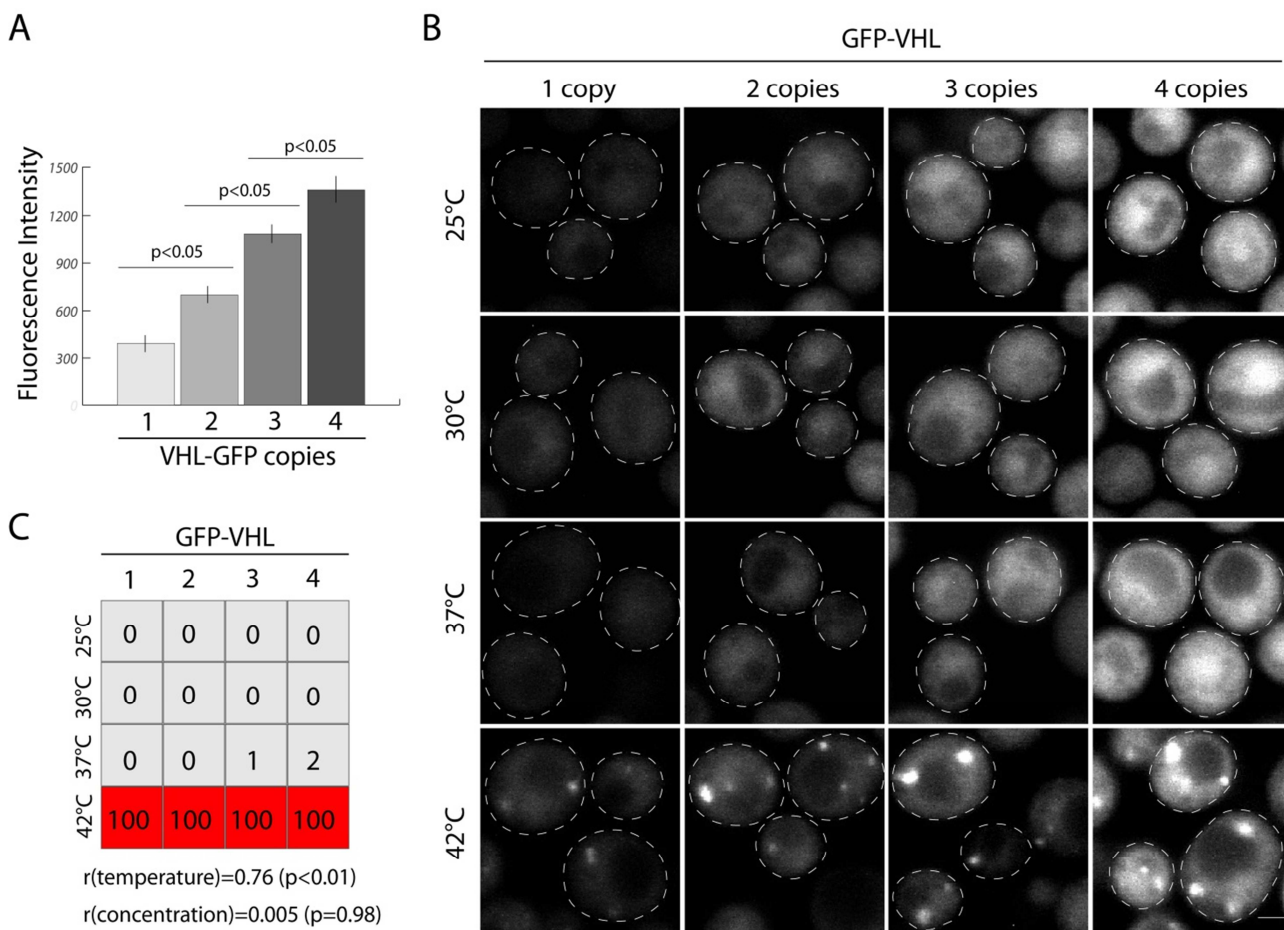 A
Fluorescence Intensity
1500
1200
900
600
300
0
p<0.05
p<0.05
p<0.05
1 2 3 4
VHL-GFP copies
B
GFP-VHL
1 copy 2 copies 3 copies 4 copies
25°C
30°C
37°C
42°C
C
GFP-VHL
1 2 3 4
25°C 0 0 0 0
30°C 0 0 0 0
37°C 0 0 1 2
42°C 100 100 100 100
r(temperature)=0.76 (p<0.01)
r(concentration)=0.005 (p=0.98)